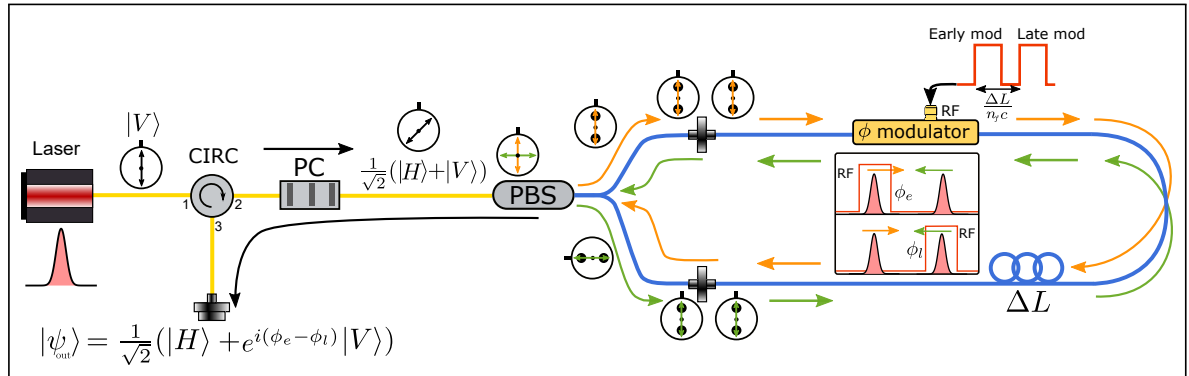 Early mod Late mod
ΔL / n_f c
RF
|V⟩
Laser
CIRC
1 2
3
PC
1/√2 (|H⟩+|V⟩)
PBS
ϕ modulator
RF ϕ_e
ϕ_l RF
ΔL
|ψ_out⟩ = 1/√2 (|H⟩ + e^{i(ϕ_e−ϕ_l)} |V⟩)